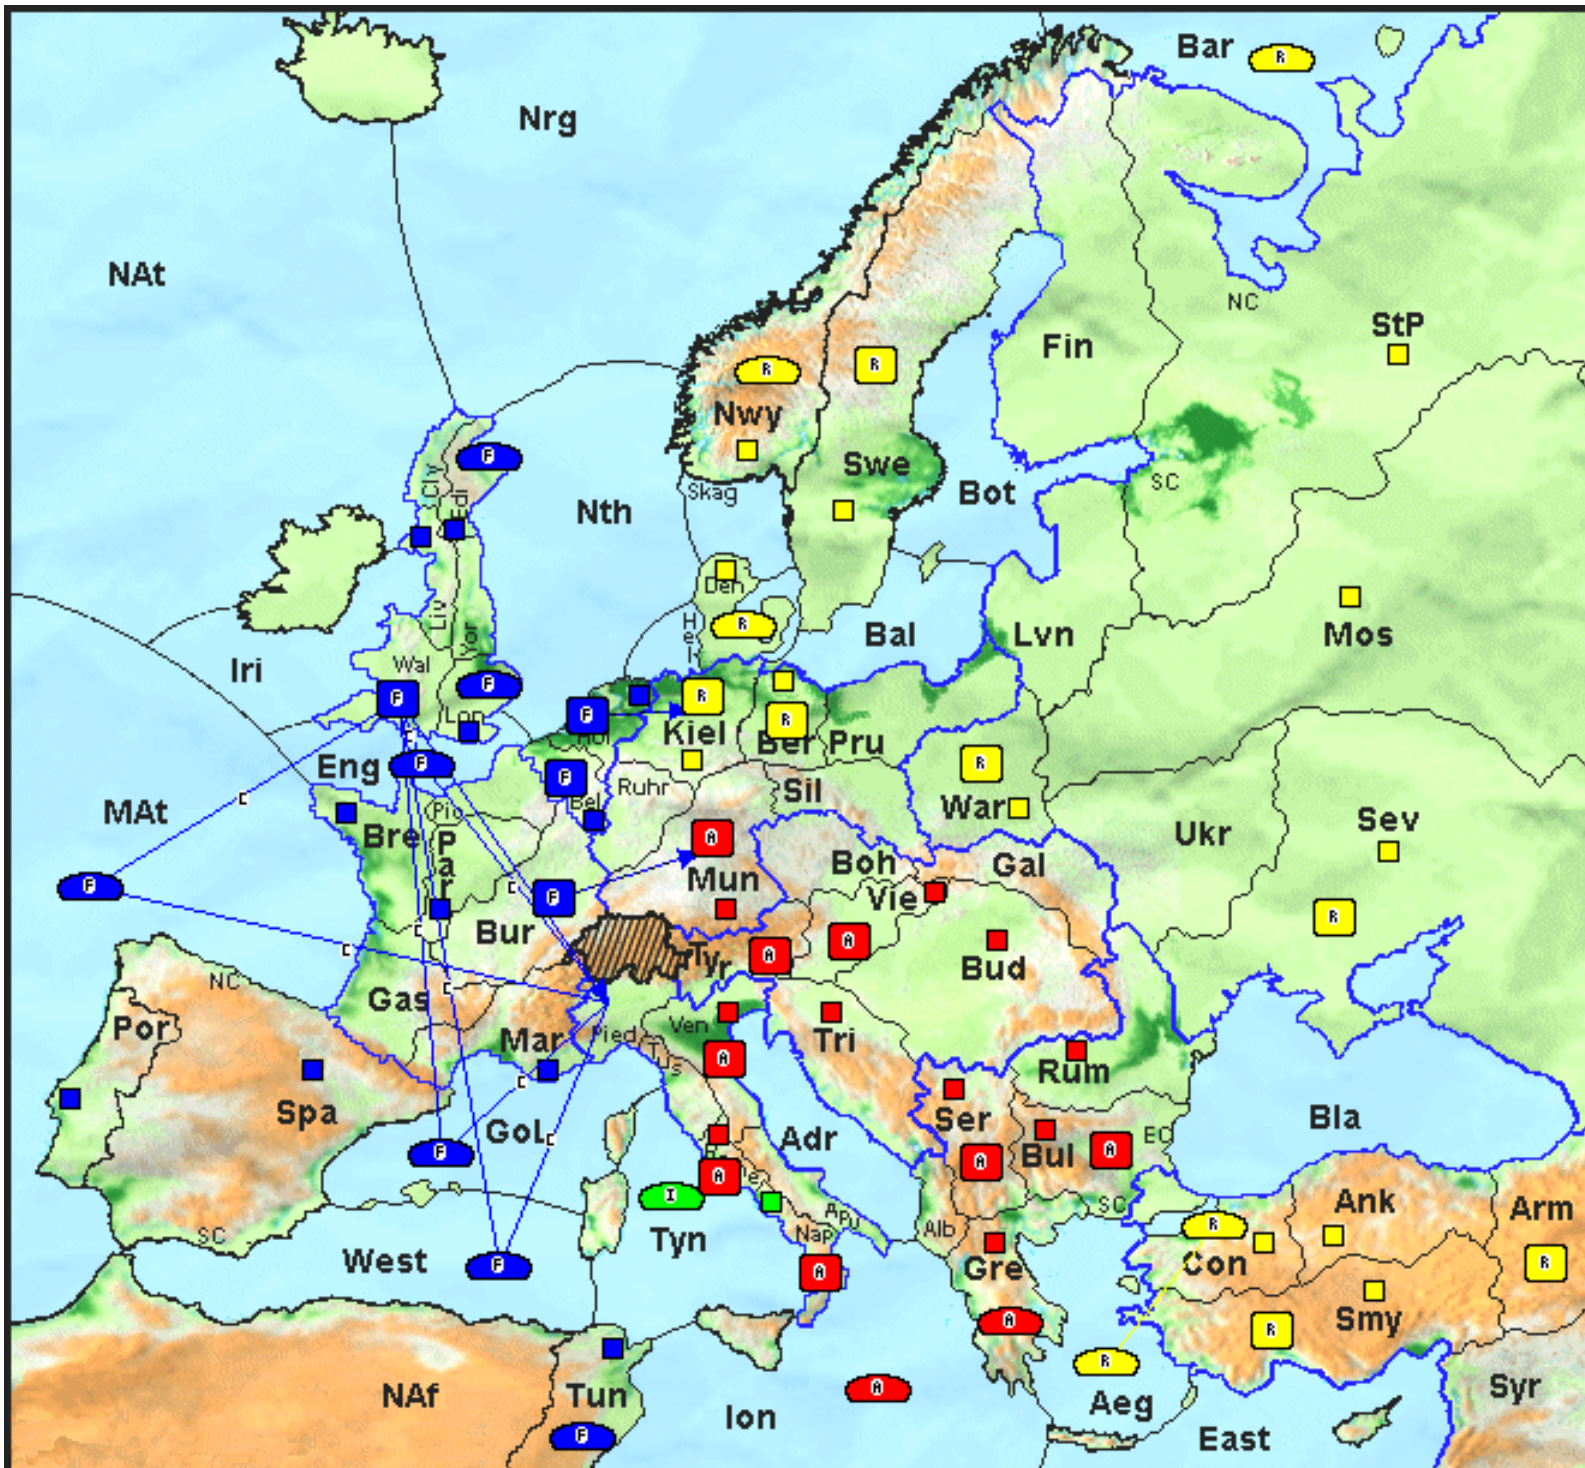 Bar
R
Nrg
NAt
NC
StP
Fin
R
R
Nwy
Swe
F
Cly
Edi
Skag
Nth
Bot
SC
Den
Hel
R
Bal
Lvn
Mos
Iri
Liv
Yor
Wal
F
F
Lon
F
Hol
R
Kiel
R
Ber
Pru
Eng
F
C
F
Bel
Ruhr
Sil
R
War
C
MAt
Pic
Bre
Par
Ukr
Sev
A
Mun
Boh
Gal
Vie
F
C
F
Bur
C
C
R
A
A
Tyr
Bud
NC
Gas
C
Por
Mar
Pied
Ven
Tus
Tri
A
Rum
C
Spa
GoL
C
F
Adr
Ser
Bul
A
A
EC
Bla
A
I
Tyn
SC
West
Apu
Nap
Alb
SC
R
Ank
Arm
Con
R
F
A
Gre
Smy
R
A
R
NAf
Tun
A
Ion
Aeg
Syr
F
East